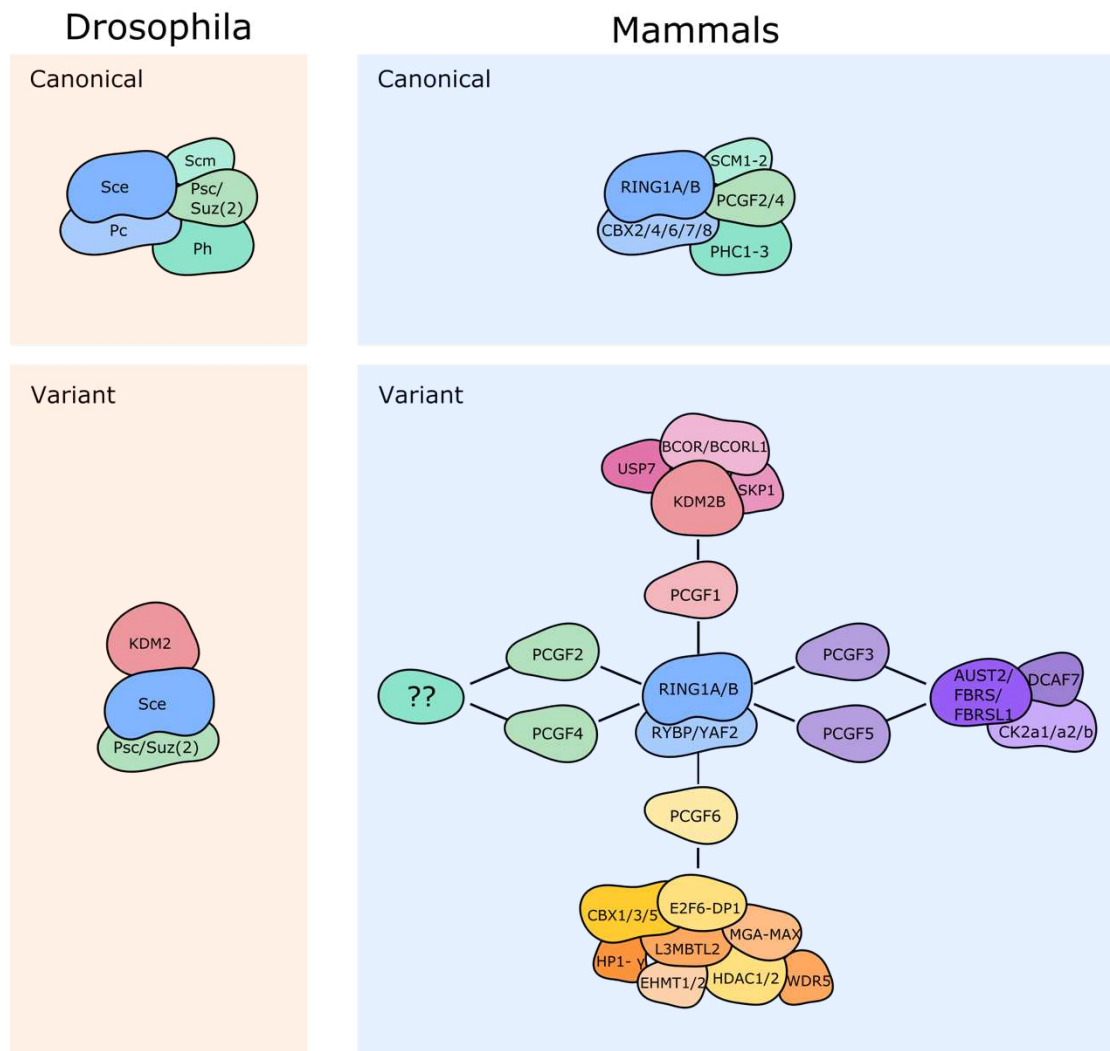 Drosophila
Mammals
Canonical
Scm
Sce
Psc/
Suz(2)
Pc
Ph
Canonical
SCM1-2
RING1A/B
PCGF2/4
CBX2/4/6/7/8
PHC1-3
Variant
KDM2
Sce
Psc/Suz(2)
Variant
BCOR/BCORL1
USP7
SKP1
KDM2B
PCGF1
PCGF2
PCGF3
??
RING1A/B
AUST2/
FBRS/
FBRSL1
DCAF7
PCGF4
RYBP/YAF2
PCGF5
CK2a1/a2/b
PCGF6
CBX1/3/5
E2F6-DP1
MGA-MAX
L3MBTL2
HP1- γ
EHMT1/2
HDAC1/2
WDR5